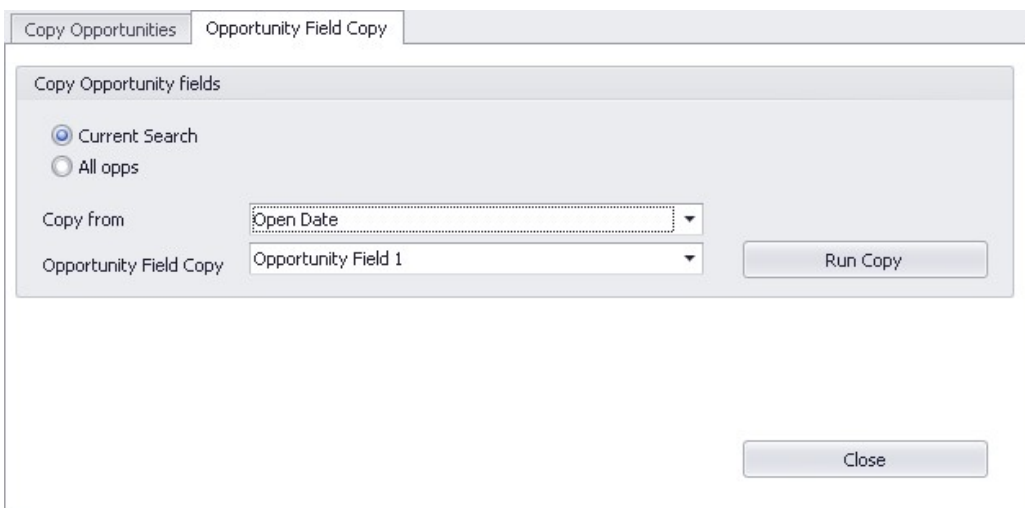 Copy Opportunities Opportunity Field Copy
Copy Opportunity fields
Current Search
All opps
Copy from Open Date
Opportunity Field Copy Opportunity Field 1 Run Copy
Close